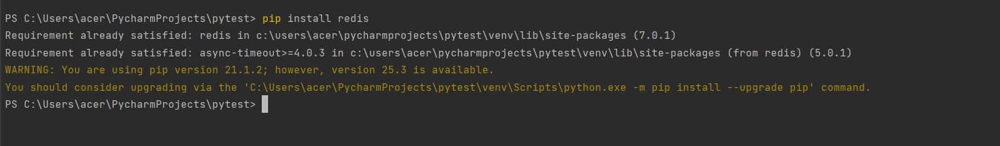 PS C:\Users\acer\PycharmProjects\pytest> pip install redis
Requirement already satisfied: redis in c:\users\acer\pycharmprojects\pytest\venv\lib\site-packages (7.0.1)
Requirement already satisfied: async-timeout>=4.0.3 in c:\users\acer\pycharmprojects\pytest\venv\lib\site-packages (from redis) (5.0.1)
WARNING: You are using pip version 21.1.2; however, version 25.3 is available.
You should consider upgrading via the 'C:\Users\acer\PycharmProjects\pytest\venv\Scripts\python.exe -m pip install --upgrade pip' command.
PS C:\Users\acer\PycharmProjects\pytest>